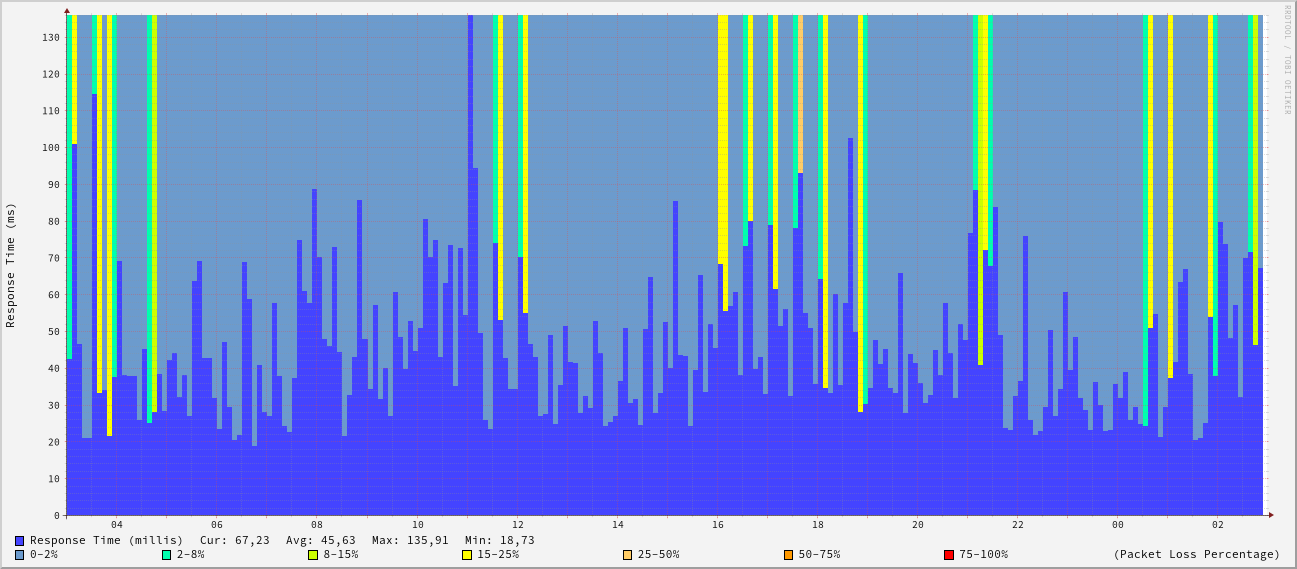 RRDTOOL / TOBI OETIKER
Response Time (ms)
130
120
110
100
90
80
70
60
50
40
30
20
10
0
04 06 08 10 12 14 16 18 20 22 00 02
Response Time (millis) Cur: 67,23 Avg: 45,63 Max: 135,91 Min: 18,73
0-2% 2-8% 8-15% 15-25% 25-50% 50-75% 75-100% (Packet Loss Percentage)